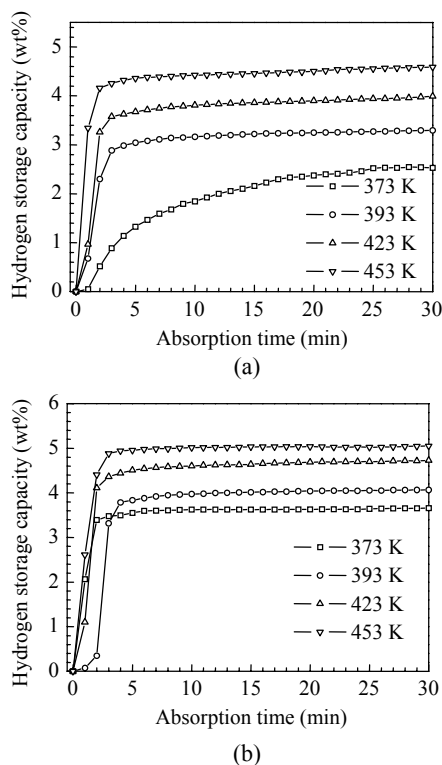 5
4
3
2
1
0
Hydrogen storage capacity (wt%)
373 K
393 K
423 K
453 K
0 5 10 15 20 25 30
Absorption time (min)
(a)
6
5
4
3
2
1
0
Hydrogen storage capacity (wt%)
373 K
393 K
423 K
453 K
0 5 10 15 20 25 30
Absorption time (min)
(b)